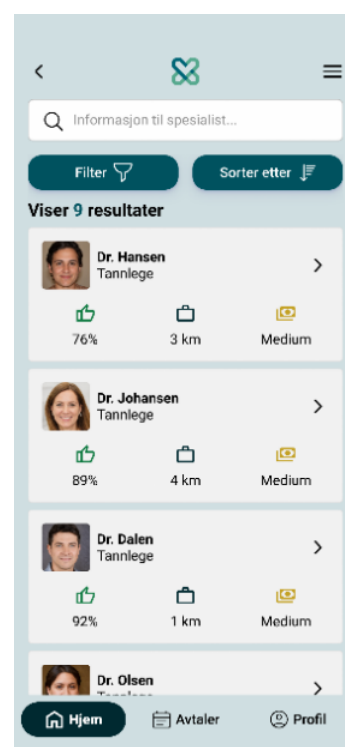 Informasjon til spesialist...
Filter
Sorter etter
Viser 9 resultater
Dr. Hansen
Tannlege
76%
3 km
Medium
Dr. Johansen
Tannlege
89%
4 km
Medium
Dr. Dalen
Tannlege
92%
1 km
Medium
Dr. Olsen
Hjem
Avtaler
Profil